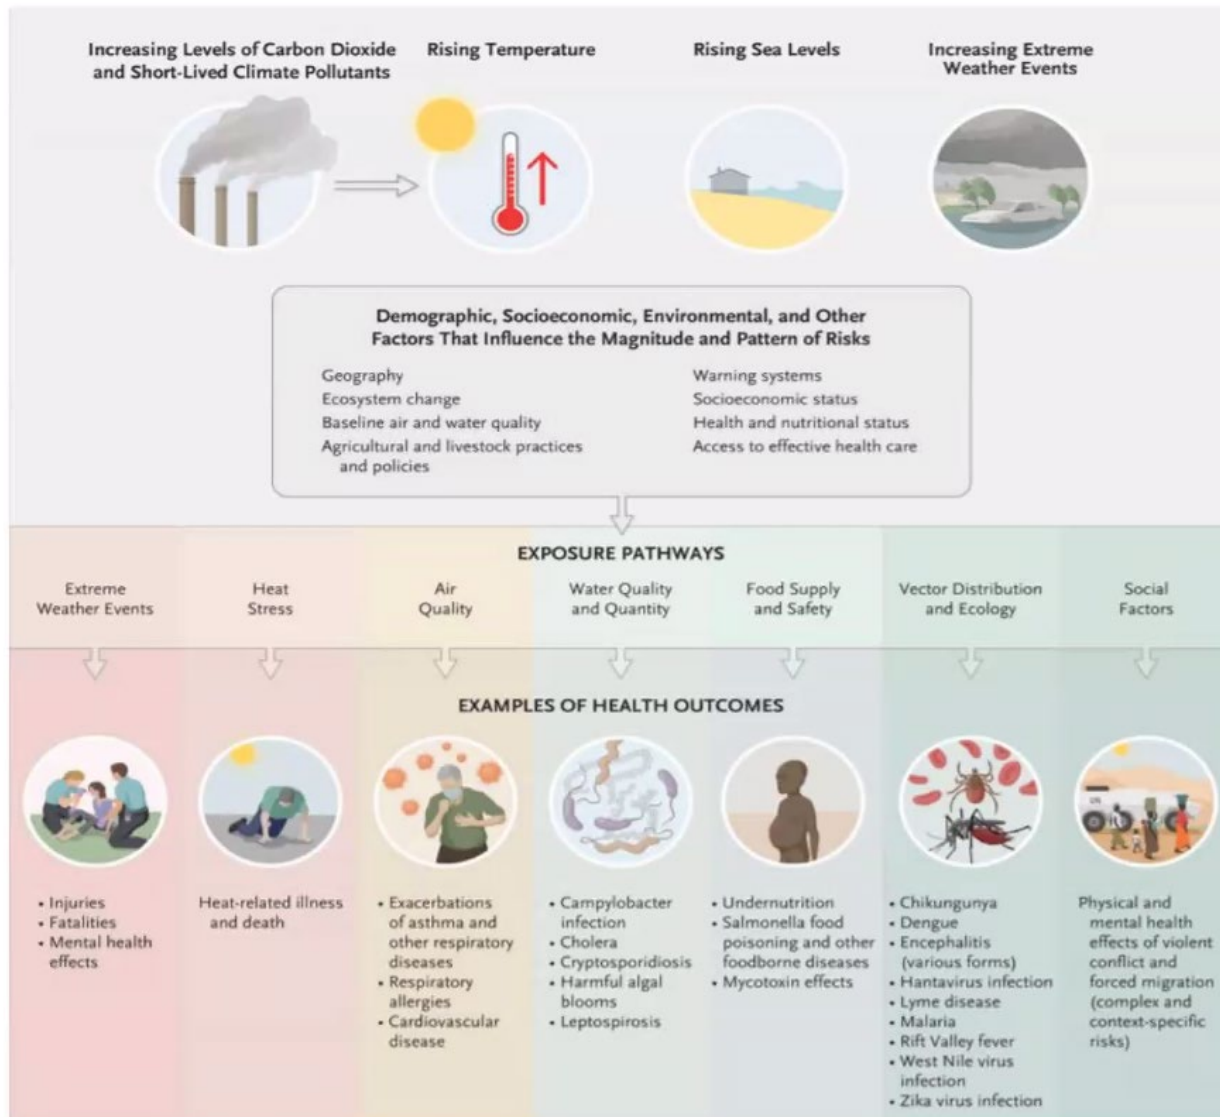 Increasing Levels of Carbon Dioxide
and Short-Lived Climate Pollutants
Rising Temperature
Rising Sea Levels
Increasing Extreme
Weather Events
Demographic, Socioeconomic, Environmental, and Other
Factors That Influence the Magnitude and Pattern of Risks
Geography
Ecosystem change
Baseline air and water quality
Agricultural and livestock practices
and policies
Warning systems
Socioeconomic status
Health and nutritional status
Access to effective health care
EXPOSURE PATHWAYS
Extreme
Weather Events
Heat
Stress
Air
Quality
Water Quality
and Quantity
Food Supply
and Safety
Vector Distribution
and Ecology
Social
Factors
EXAMPLES OF HEALTH OUTCOMES
UN
• Injuries
• Fatalities
• Mental health
effects
Heat-related illness
and death
• Exacerbations
of asthma and
other respiratory
diseases
• Respiratory
allergies
• Cardiovascular
disease
• Campylobacter
infection
• Cholera
• Cryptosporidiosis
• Harmful algal
blooms
• Leptospirosis
• Undernutrition
• Salmonella food
poisoning and other
foodborne diseases
• Mycotoxin effects
• Chikungunya
• Dengue
• Encephalitis
(various forms)
• Hantavirus infection
• Lyme disease
• Malaria
• Rift Valley fever
• West Nile virus
infection
• Zika virus infection
Physical and
mental health
effects of violent
conflict and
forced migration
(complex and
context-specific
risks)